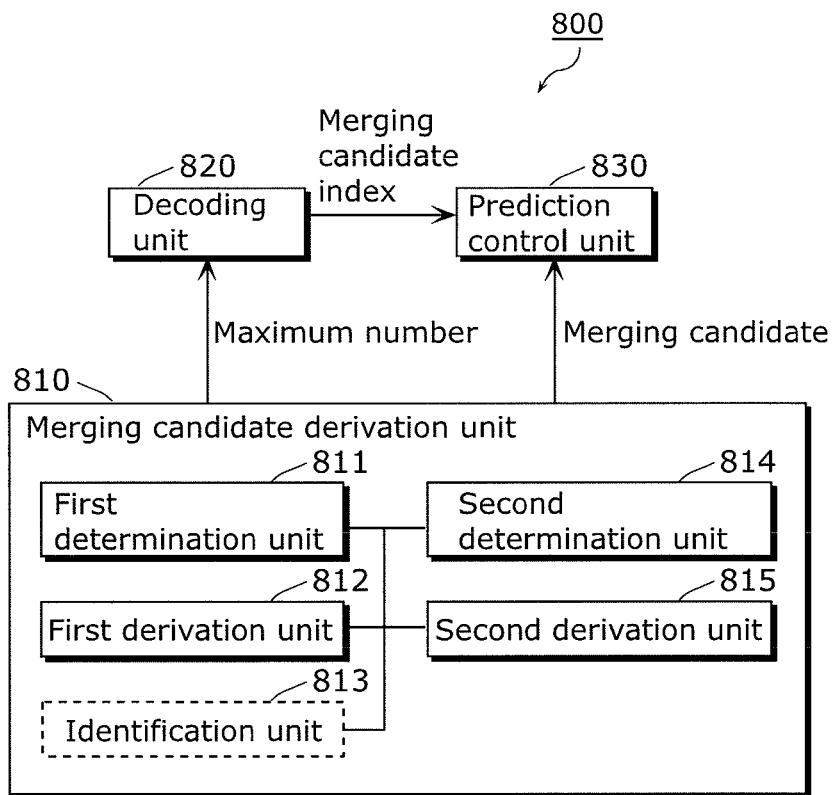 800
Merging
candidate
index
820
830
Decoding
unit
Prediction
control unit
Maximum number
Merging candidate
810
Merging candidate derivation unit
811
814
First
determination unit
Second
determination unit
812
815
First derivation unit
Second derivation unit
813
Identification unit